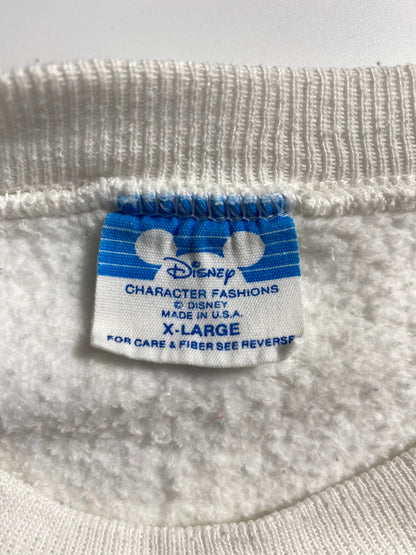 Disney
CHARACTER FASHIONS
© DISNEY
MADE IN U.S.A.
X-LARGE
FOR CARE & FIBER SEE REVERSE